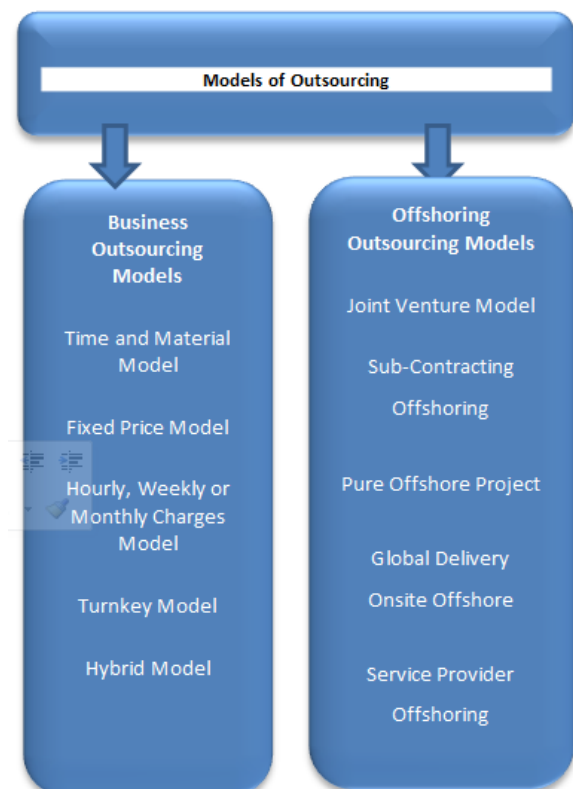 Models of Outsourcing
Business
Outsourcing
Models
Time and Material
Model
Fixed Price Model
Hourly, Weekly or
Monthly Charges
Model
Turnkey Model
Hybrid Model
Offshoring
Outsourcing Models
Joint Venture Model
Sub-Contracting
Offshoring
Pure Offshore Project
Global Delivery
Onsite Offshore
Service Provider
Offshoring